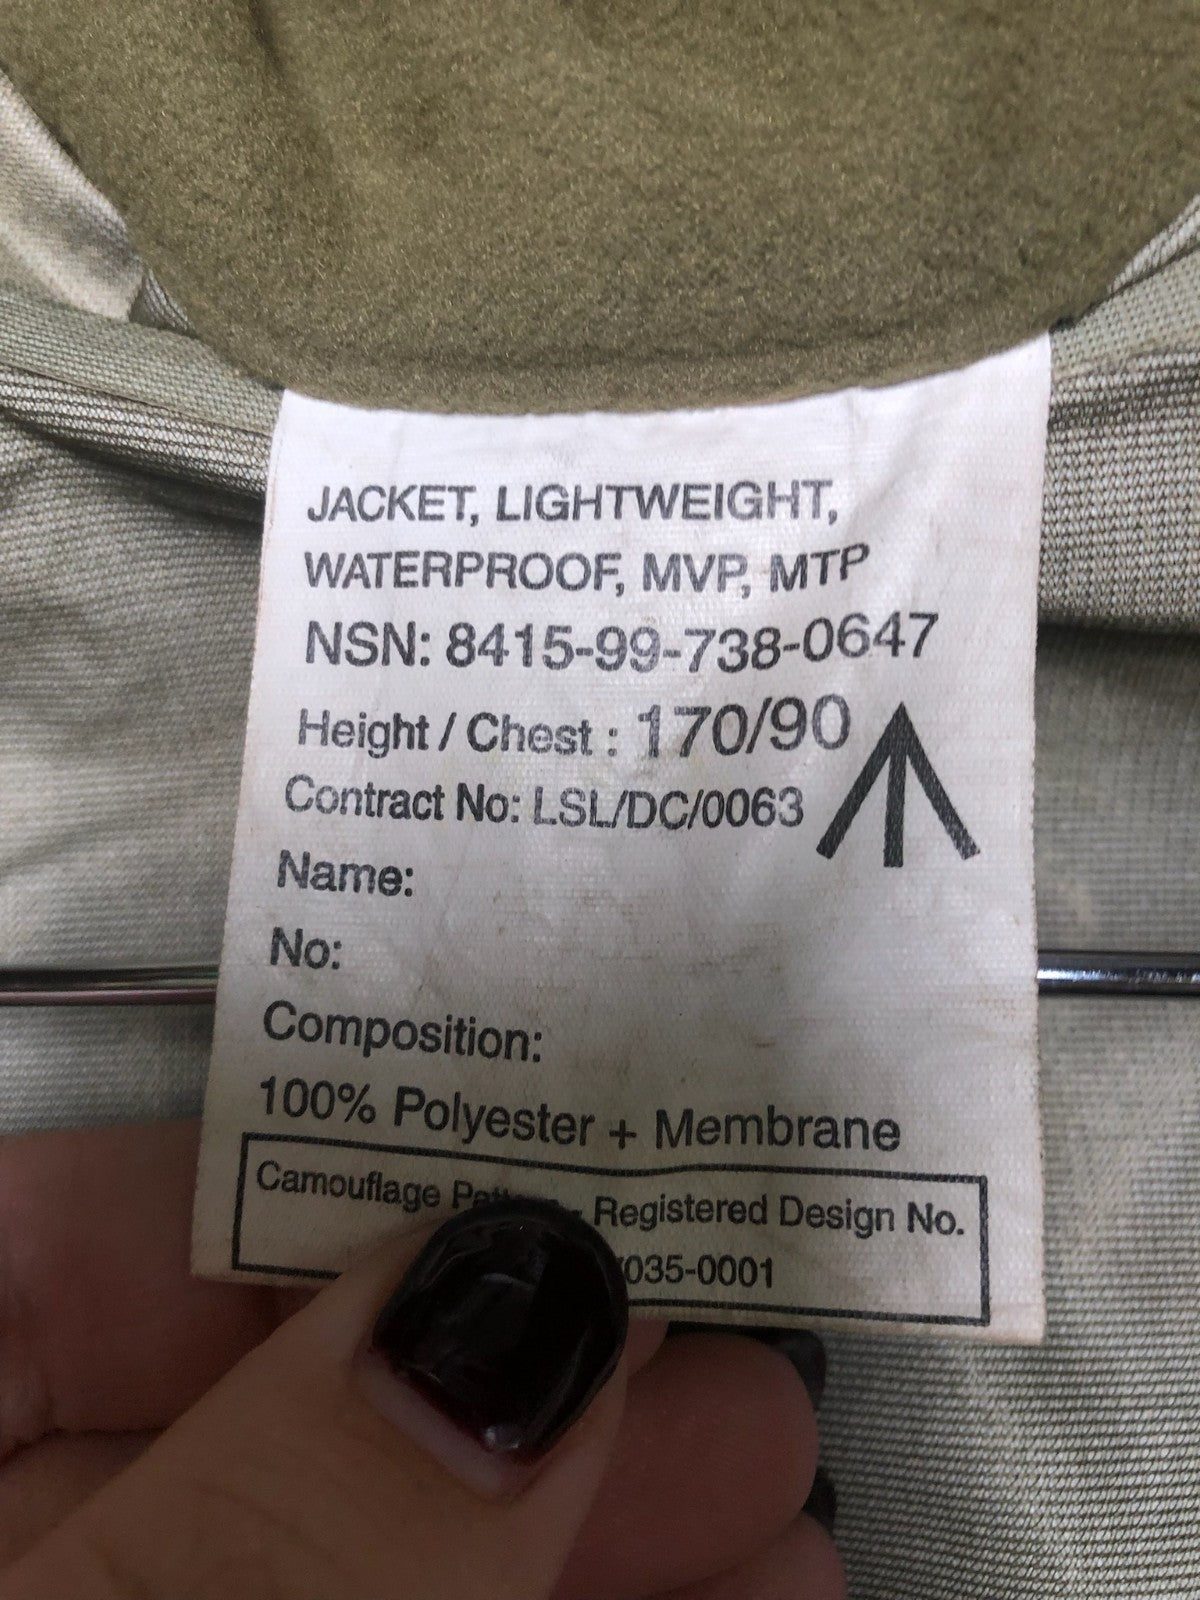 JACKET, LIGHTWEIGHT,
WATERPROOF, MVP, MTP
NSN: 8415-99-738-0647
Height / Chest : 170/90
Contract No: LSL/DC/0063
Name:
No:
Composition:
100% Polyester + Membrane
Camouflage - Registered Design No.
035-0001